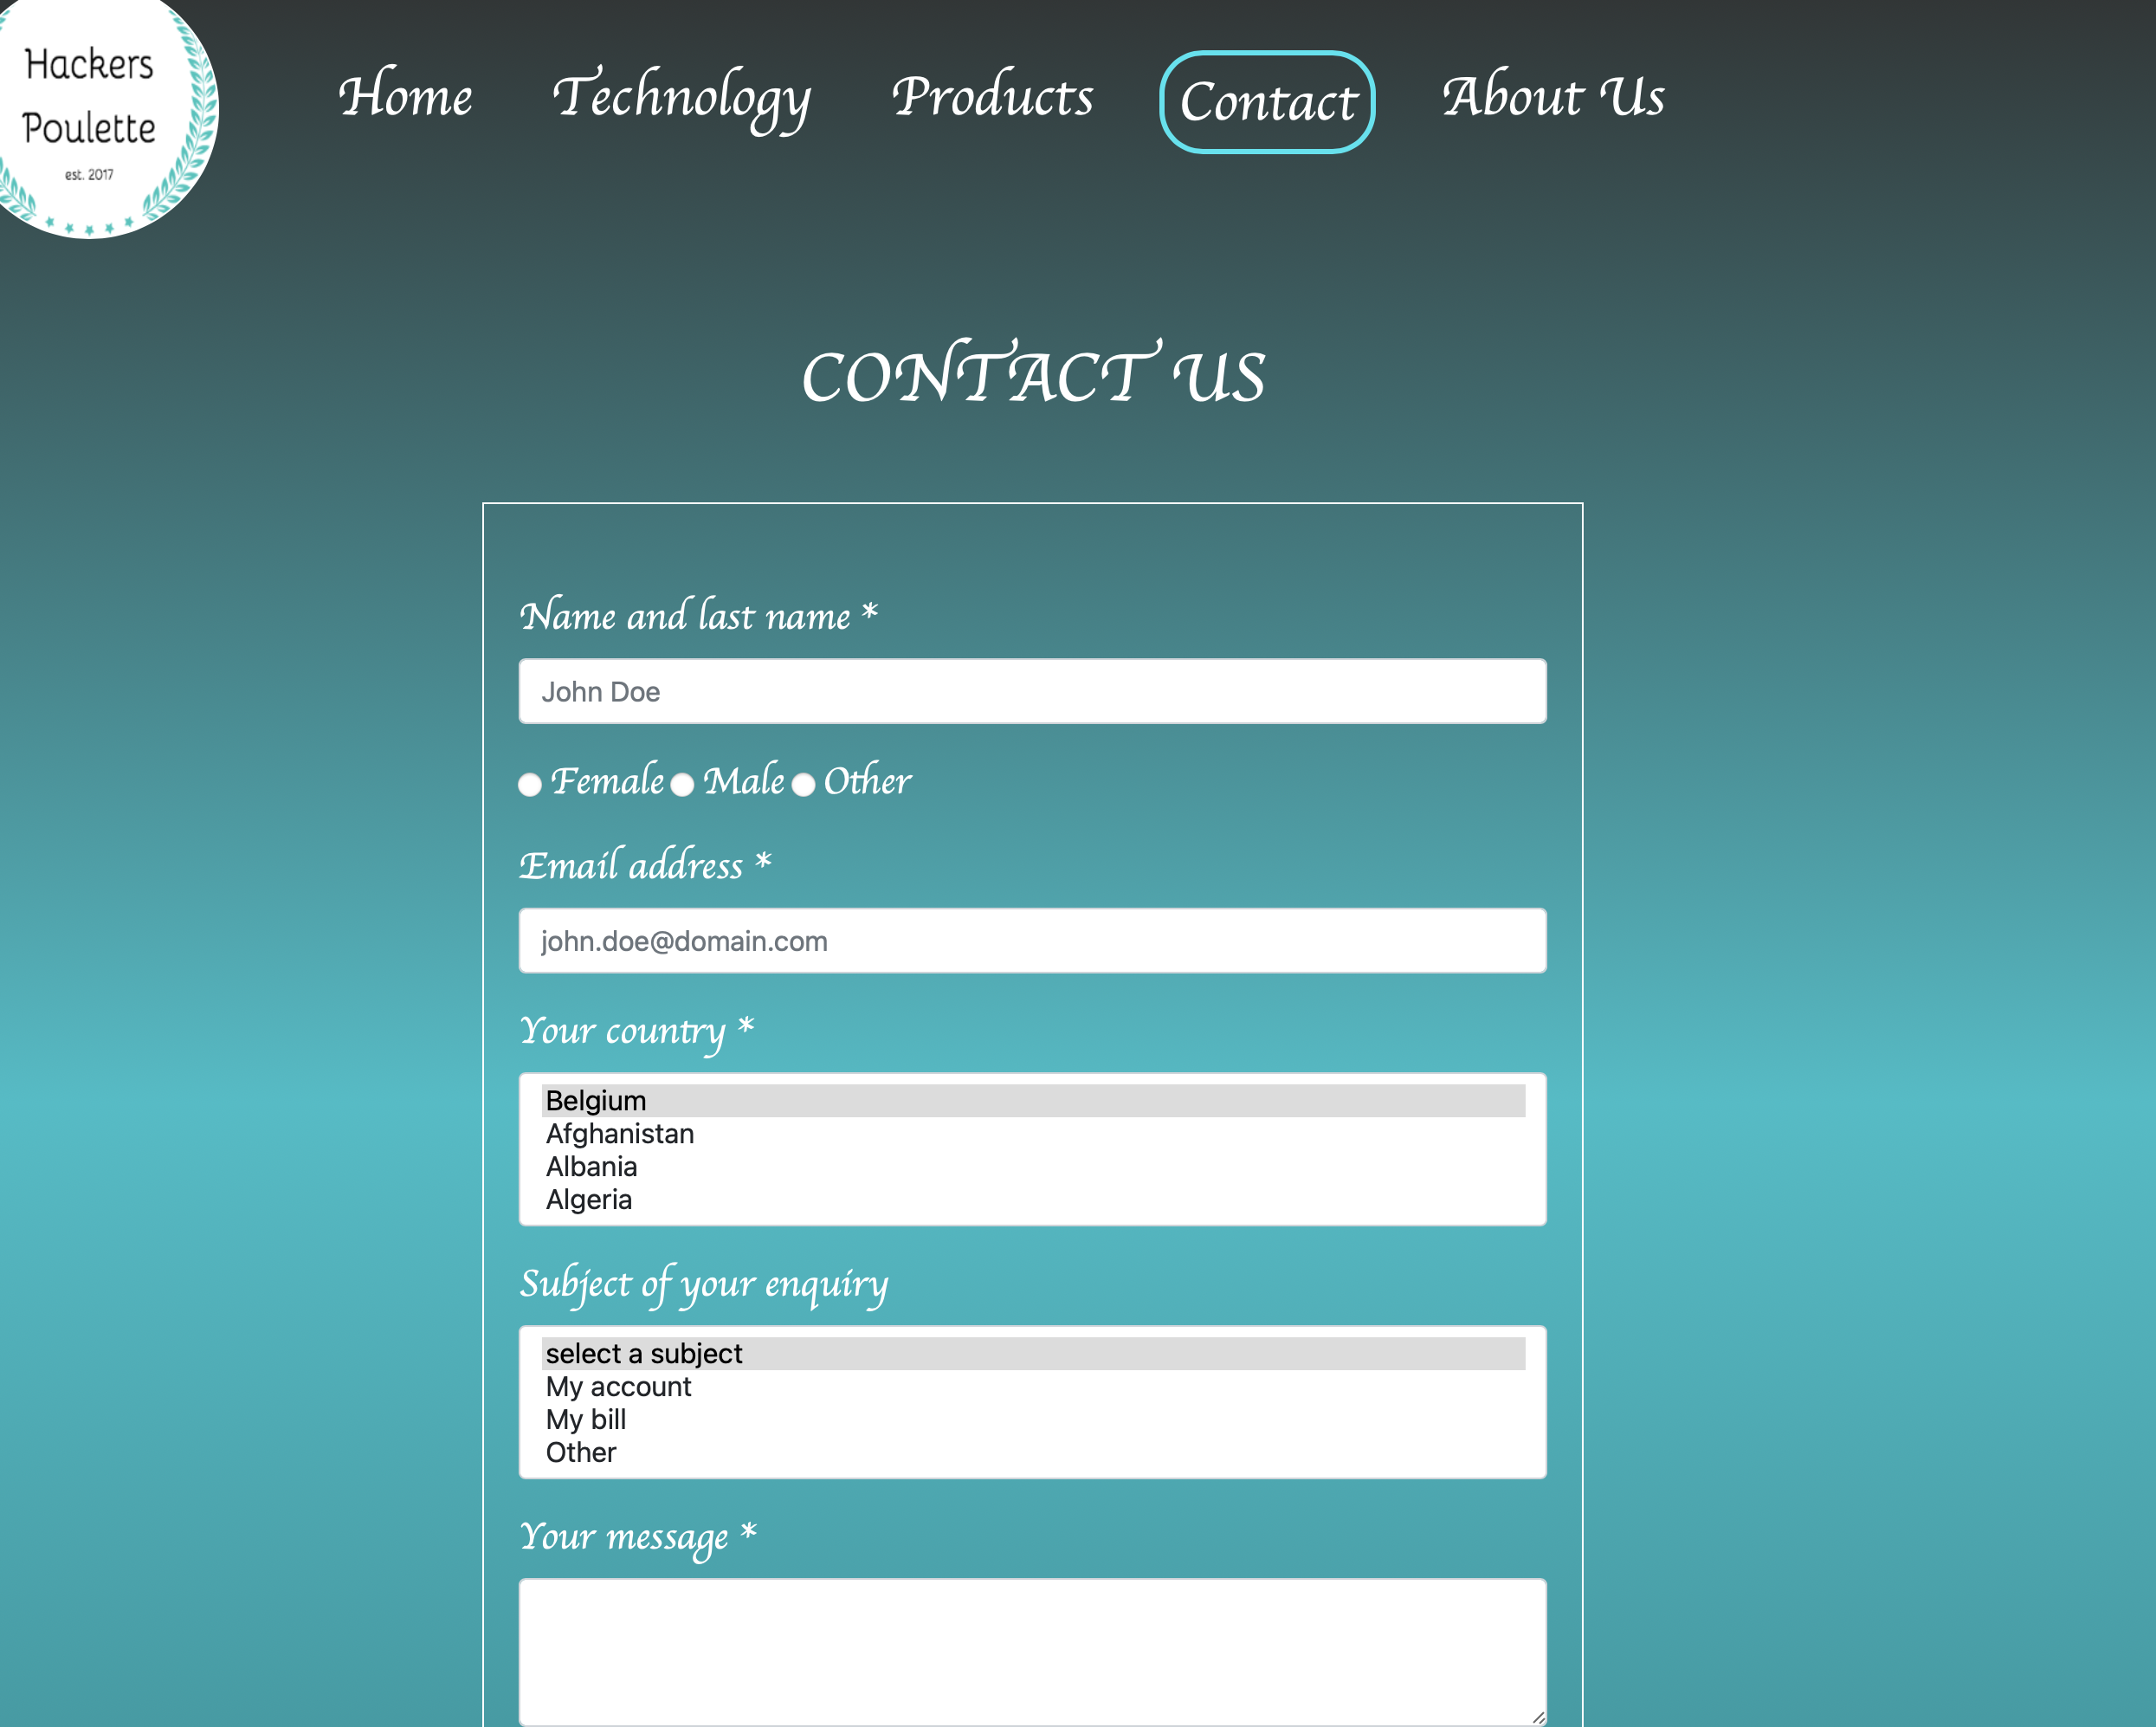 Hackers
Poulette
est. 2017
Home Technology Products Contact About Us
CONTACT US
Name and last name *
John Doe
Female Male Other
Email address *
john.doe@domain.com
Your country *
Belgium
Afghanistan
Albania
Algeria
Subject of your enquiry
select a subject
My account
My bill
Other
Your message *